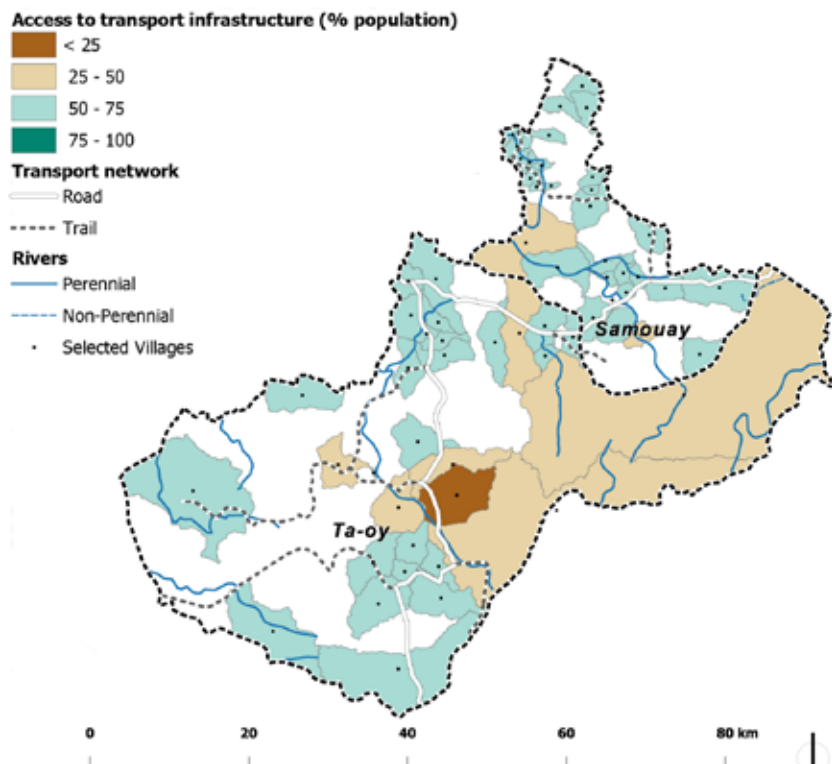 Access to transport infrastructure (% population)
< 25
25 - 50
50 - 75
75 - 100
Transport network
Road
Trail
Rivers
Perennial
Non-Perennial
Selected Villages
Samouay
Ta-oy
0 20 40 60 80 km